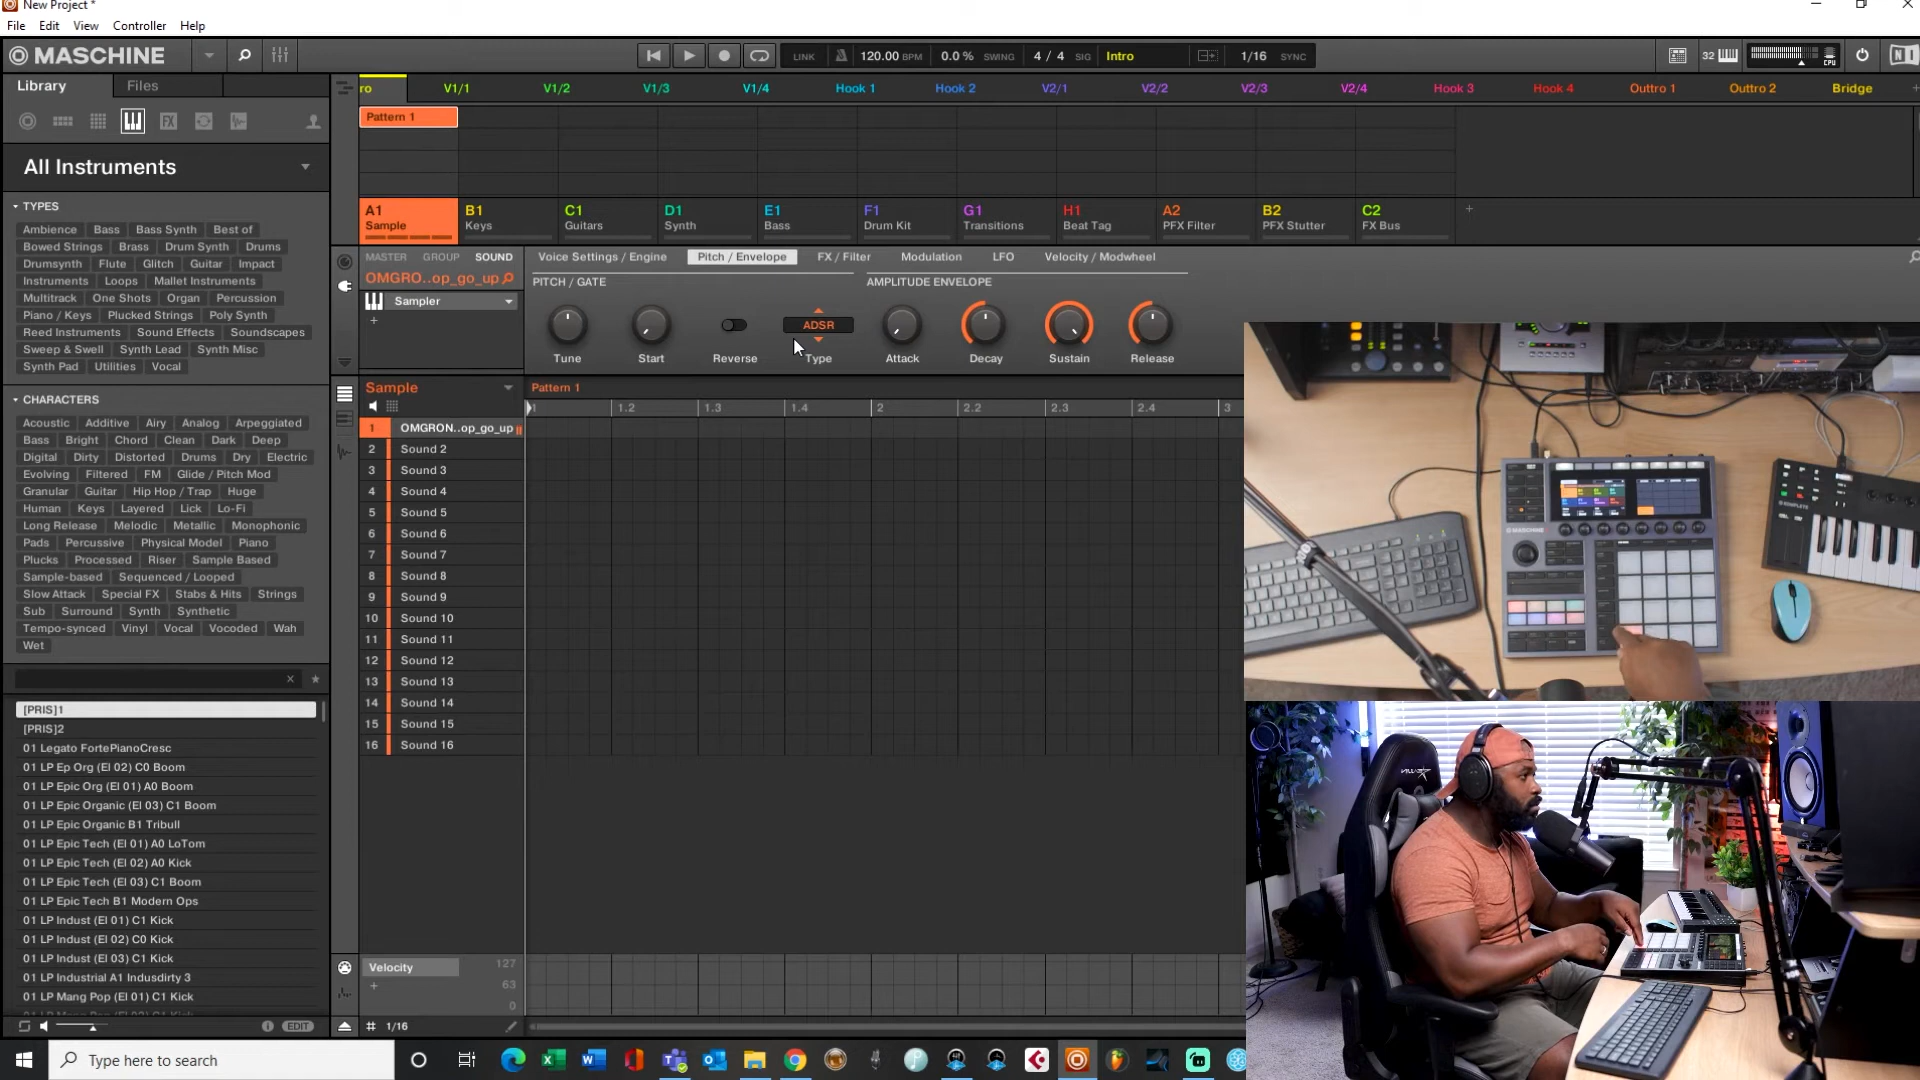 New Project *
File Edit View Controller Help
MASCHINE
LINK 120.00 BPM 0.0 % SWING 4 / 4 SIG Intro 1/16 SYNC
32 CPU
Library Files
ro V1/1 V1/2 V1/3 V1/4 Hook 1 Hook 2 V2/1 V2/2 V2/3 V2/4 Hook 3 Hook 4 Outtro 1 Outtro 2 Bridge
Pattern 1
FX
All Instruments
A1 B1 C1 D1 E1 F1 G1 H1 A2 B2 C2
Sample Keys Guitars Synth Bass Drum Kit Transitions Beat Tag PFX Filter PFX Stutter FX Bus
TYPES
Ambience Bass Bass Synth Best of
Bowed Strings Brass Drum Synth Drums
Drumsynth Flute Glitch Guitar Impact
Instruments Loops Mallet Instruments
Multitrack One Shots Organ Percussion
Piano / Keys Plucked Strings Poly Synth
Reed Instruments Sound Effects Soundscapes
Sweep & Swell Synth Lead Synth Misc
Synth Pad Utilities Vocal
CHARACTERS
Acoustic Additive Airy Analog Arpeggiated
Bass Bright Chord Clean Dark Deep
Digital Dirty Distorted Drums Dry Electric
Evolving Filtered FM Glide / Pitch Mod
Granular Guitar Hip Hop / Trap Huge
Human Keys Layered Lick Lo-Fi
Long Release Melodic Metallic Monophonic
Pads Percussive Physical Model Piano
Plucks Processed Riser Sample Based
Sample-based Sequenced / Looped
Slow Attack Special FX Stabs & Hits Strings
Sub Surround Synth Synthetic
Tempo-synced Vinyl Vocal Vocoded Wah
Wet
[PRIS]1
[PRIS]2
01 Legato FortePianoCresc
01 LP Ep Org (El 02) C0 Boom
01 LP Epic Org (El 01) A0 Boom
01 LP Epic Organic (El 03) C1 Boom
01 LP Epic Organic B1 Tribull
01 LP Epic Tech (El 01) A0 LoTom
01 LP Epic Tech (El 02) A0 Kick
01 LP Epic Tech (El 03) C1 Boom
01 LP Epic Tech B1 Modern Ops
01 LP Indust (El 01) C1 Kick
01 LP Indust (El 02) C0 Kick
01 LP Indust (El 03) C1 Kick
01 LP Industrial A1 Indusdirty 3
01 LP Mang Pop (El 01) C1 Kick
EDIT
MASTER GROUP SOUND
OMGRO..op_go_up
Sampler
+
Voice Settings / Engine Pitch / Envelope FX / Filter Modulation LFO Velocity / Modwheel
PITCH / GATE AMPLITUDE ENVELOPE
ADSR
Tune Start Reverse Type Attack Decay Sustain Release
Sample
Pattern 1
1 1.2 1.3 1.4 2 2.2 2.3 2.4 3
1 OMGRON..op_go_up
2 Sound 2
3 Sound 3
4 Sound 4
5 Sound 5
6 Sound 6
7 Sound 7
8 Sound 8
9 Sound 9
10 Sound 10
11 Sound 11
12 Sound 12
13 Sound 13
14 Sound 14
15 Sound 15
16 Sound 16
Velocity 127
+ 63
0
# 1/16
MASCHINE
Type here to search